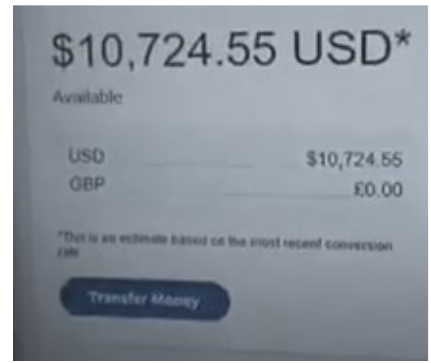 $10,724.55 USD*
Available
USD $10,724.55
GBP £0.00
*This is an estimate based on the most recent conversion
rate
Transfer Money